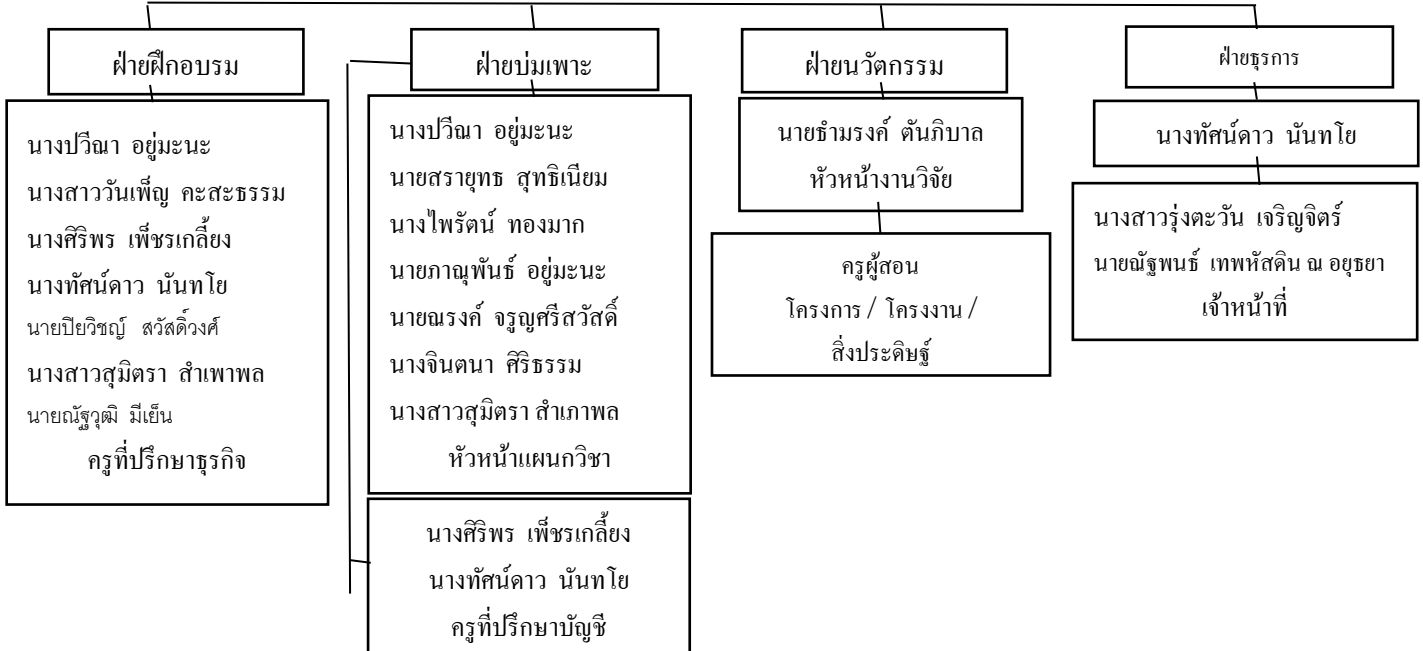 ฝ่ายฝึกอบรม
นางปวีณา อยู่มะนะ
นางสาววันเพ็ญ คะสะธรรม
นางศิริพร เพ็ชรเกลี้ยง
นางทัศน์ดาว นันทโย
นายปิยวิชญ์ สวัสดิ์วงศ์
นางสาวสุมิตรา สำเพาพล
นายณัฐวุฒิ มีเย็น
ครูที่ปรึกษาธุรกิจ
ฝ่ายบ่มเพาะ
นางปวีณา อยู่มะนะ
นายสรายุทธ สุทธิเนียม
นางไพรัตน์ ทองมาก
นายภาณุพันธ์ อยู่มะนะ
นายณรงค์ จรูญศรีสวัสดิ์
นางจินตนา ศิริธรรม
นางสาวสุมิตรา สำเภาพล
หัวหน้าแผนกวิชา
นางศิริพร เพ็ชรเกลี้ยง
นางทัศน์ดาว นันทโย
ครูที่ปรึกษาบัญชี
ฝ่ายนวัตกรรม
นายธำมรงค์ ตันภิบาล
หัวหน้างานวิจัย
ครูผู้สอน
โครงการ / โครงงาน /
สิ่งประดิษฐ์
ฝ่ายธุรการ
นางทัศน์ดาว นันทโย
นางสาวรุ่งตะวัน เจริญจิตร์
นายณัฐพนธ์ เทพหัสดิน ณ อยุธยา
เจ้าหน้าที่